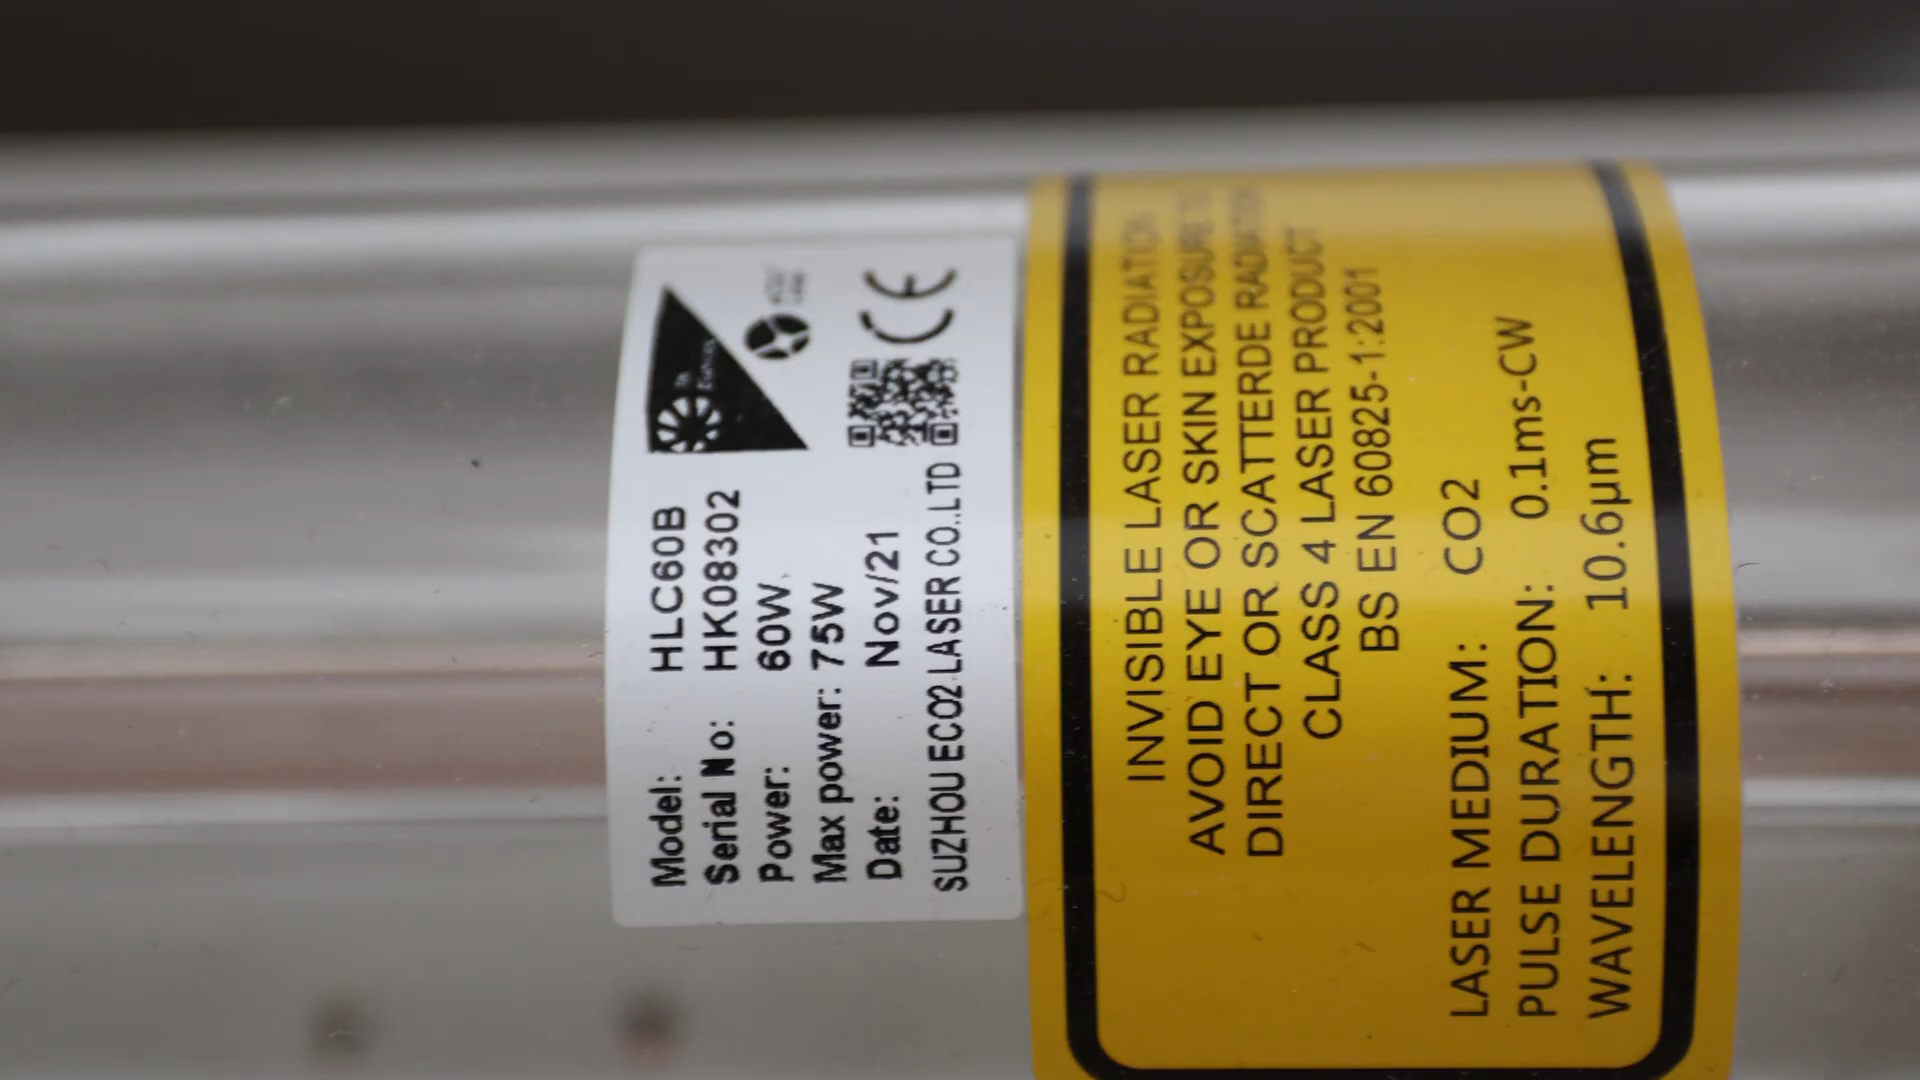 Model: HLC60B
Serial No: HK08302
Power: 60W
Max power: 75W
Date: Nov/21
SUZHOU ECO2 LASER CO.,LTD
CE
INVISIBLE LASER RADIATION
AVOID EYE OR SKIN EXPOSURE TO
DIRECT OR SCATTERDE RADIATION
CLASS 4 LASER PRODUCT
BS EN 60825-1:2001
LASER MEDIUM: CO2
PULSE DURATION: 0.1ms-CW
WAVELENGTH: 10.6μm